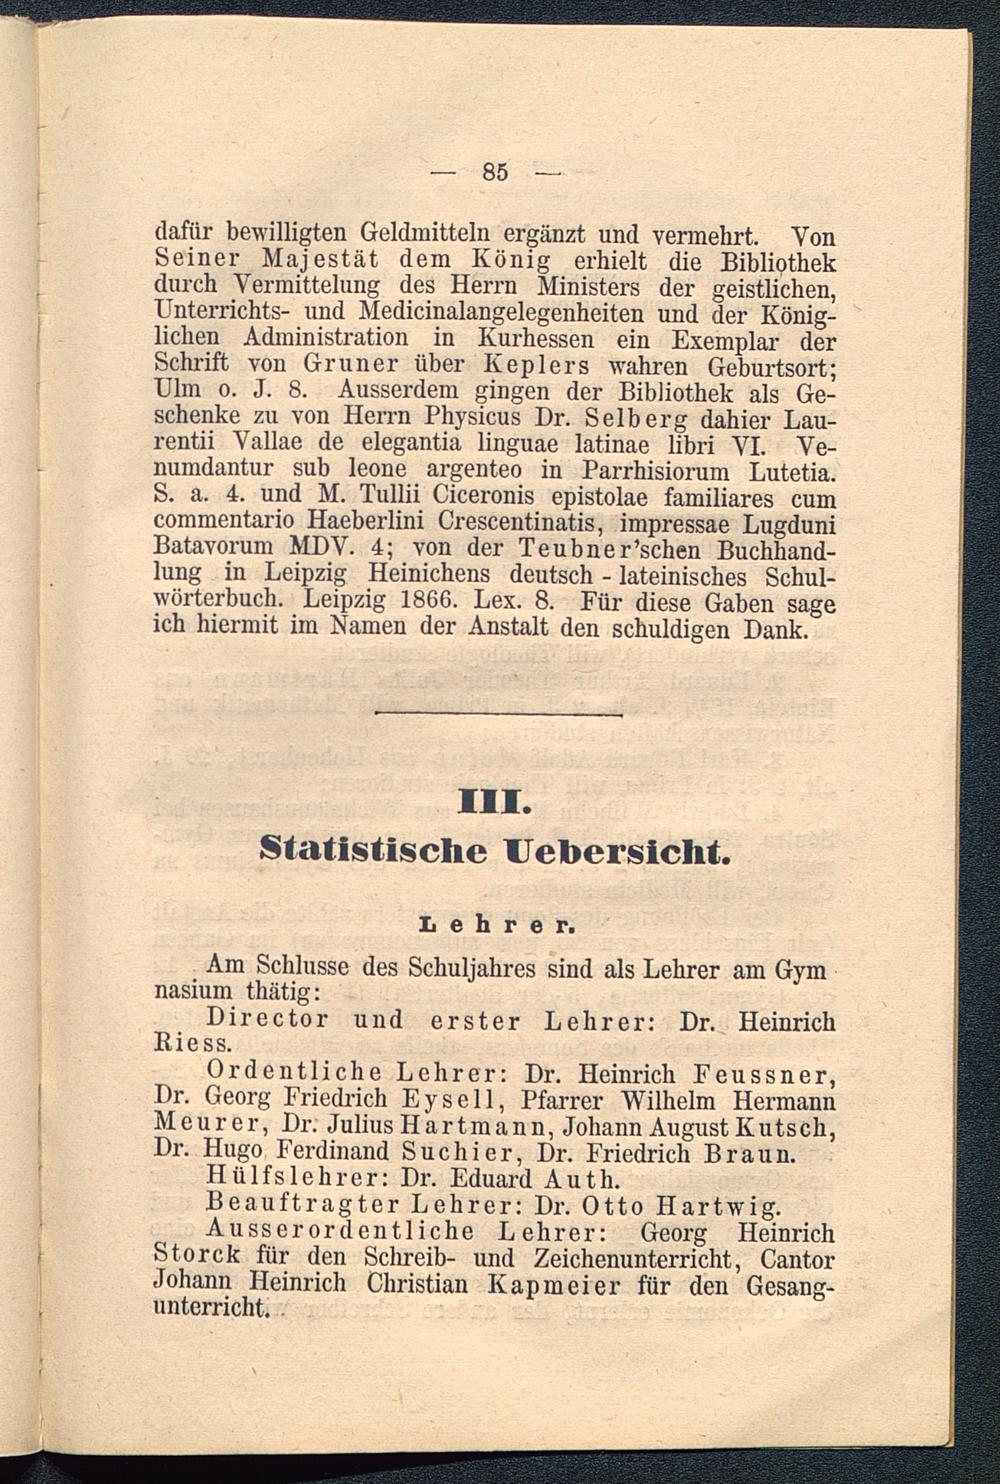 — 85 —
dafür bewilligten Geldmitteln ergänzt und vermehrt. Von
Seiner Majestät dem König erhielt die Bibliothek
durch Vermittelung des Herrn Ministers der geistlichen,
Unterrichts- und Medicinalangelegenheiten und der König-
lichen Administration in Kurhessen ein Exemplar der
Schrift von Gruner über Keplers wahren Geburtsort;
Ulm o. J. 8. Ausserdem gingen der Bibliothek als Ge-
schenke zu von Herrn Physicus Dr. Selberg dahier Lau-
rentii Vallae de elegantia linguae latinae libri VI. Ve-
numdantur sub leone argenteo in Parrhisiorum Lutetia.
S. a. 4. und M. Tullii Ciceronis epistolae familiares cum
commentario Haeberlini Crescentinatis, impressae Lugduni
Batavorum MDV. 4; von der Teubner'schen Buchhand-
lung in Leipzig Heinichens deutsch - lateinisches Schul-
wörterbuch. Leipzig 1866. Lex. 8. Für diese Gaben sage
ich hiermit im Namen der Anstalt den schuldigen Dank.
III.
Statistische Uebersicht.
Lehrer.
Am Schlusse des Schuljahres sind als Lehrer am Gym-
nasium thätig:
Director und erster Lehrer: Dr. Heinrich
Riess.
Ordentliche Lehrer: Dr. Heinrich Feussner,
Dr. Georg Friedrich Eysell, Pfarrer Wilhelm Hermann
Meurer, Dr. Julius Hartmann, Johann August Kutsch,
Dr. Hugo Ferdinand Suchier, Dr. Friedrich Braun.
Hülfslehrer: Dr. Eduard Auth.
Beauftragter Lehrer: Dr. Otto Hartwig.
Ausserordentliche Lehrer: Georg Heinrich
Storck für den Schreib- und Zeichenunterricht, Cantor
Johann Heinrich Christian Kapmeier für den Gesang-
unterricht.